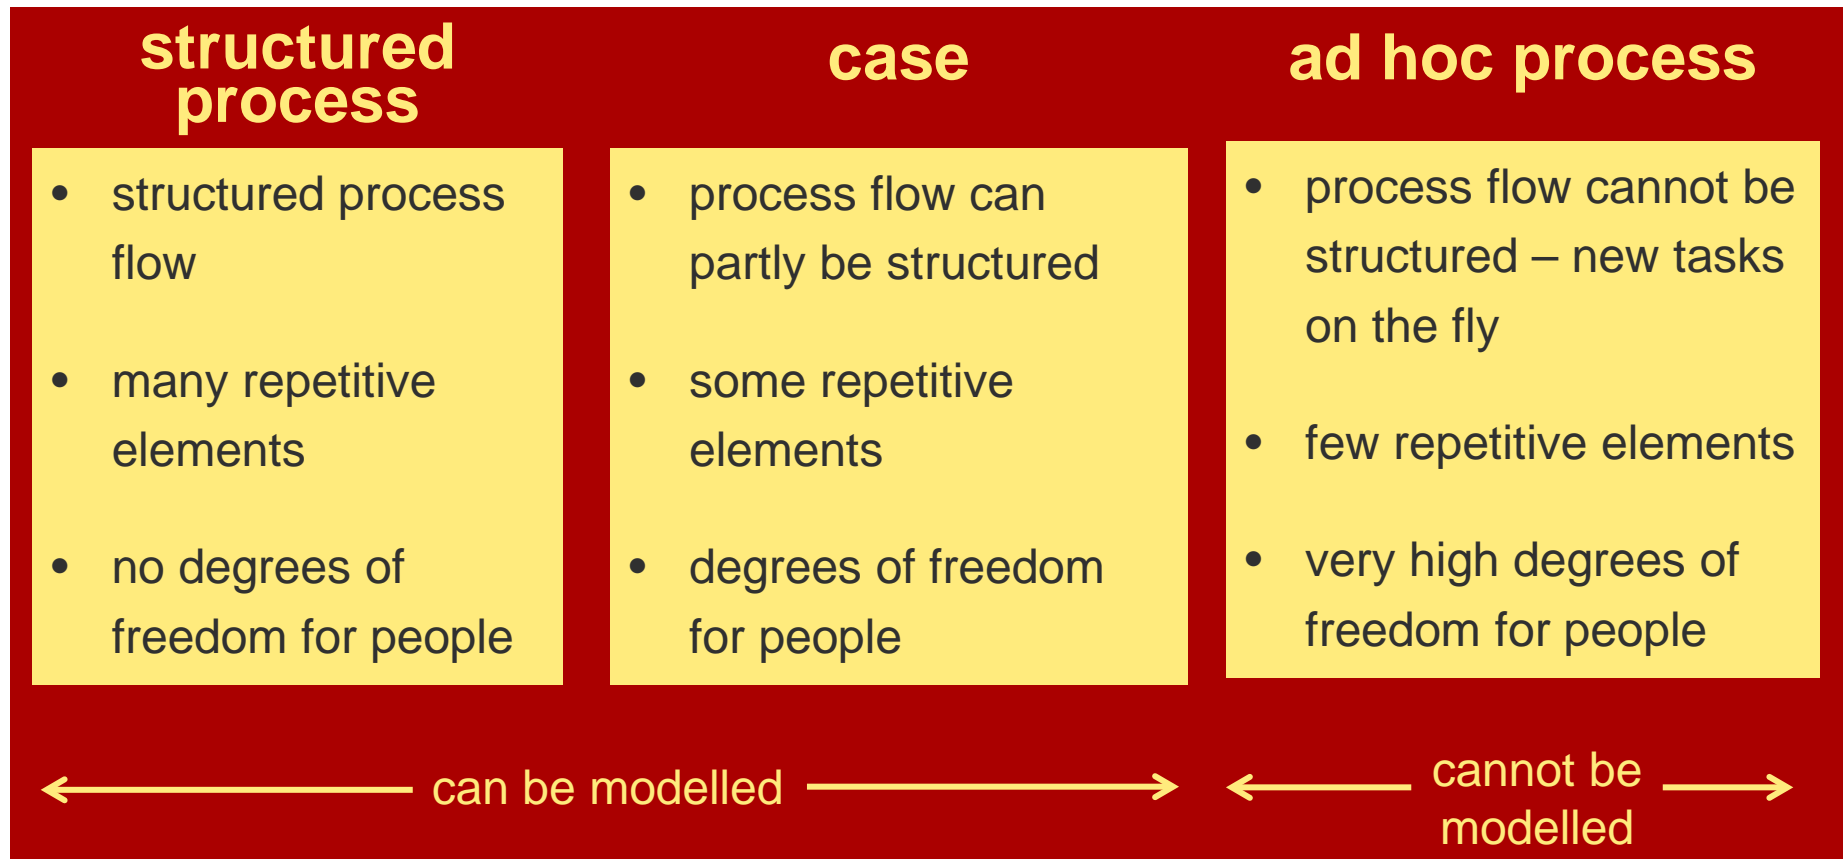 structured
process
• structured process
flow
• many repetitive
elements
• no degrees of
freedom for people
case
• process flow can
partly be structured
• some repetitive
elements
• degrees of freedom
for people
ad hoc process
• process flow cannot be
structured – new tasks
on the fly
• few repetitive elements
• very high degrees of
freedom for people
can be modelled
cannot be
modelled